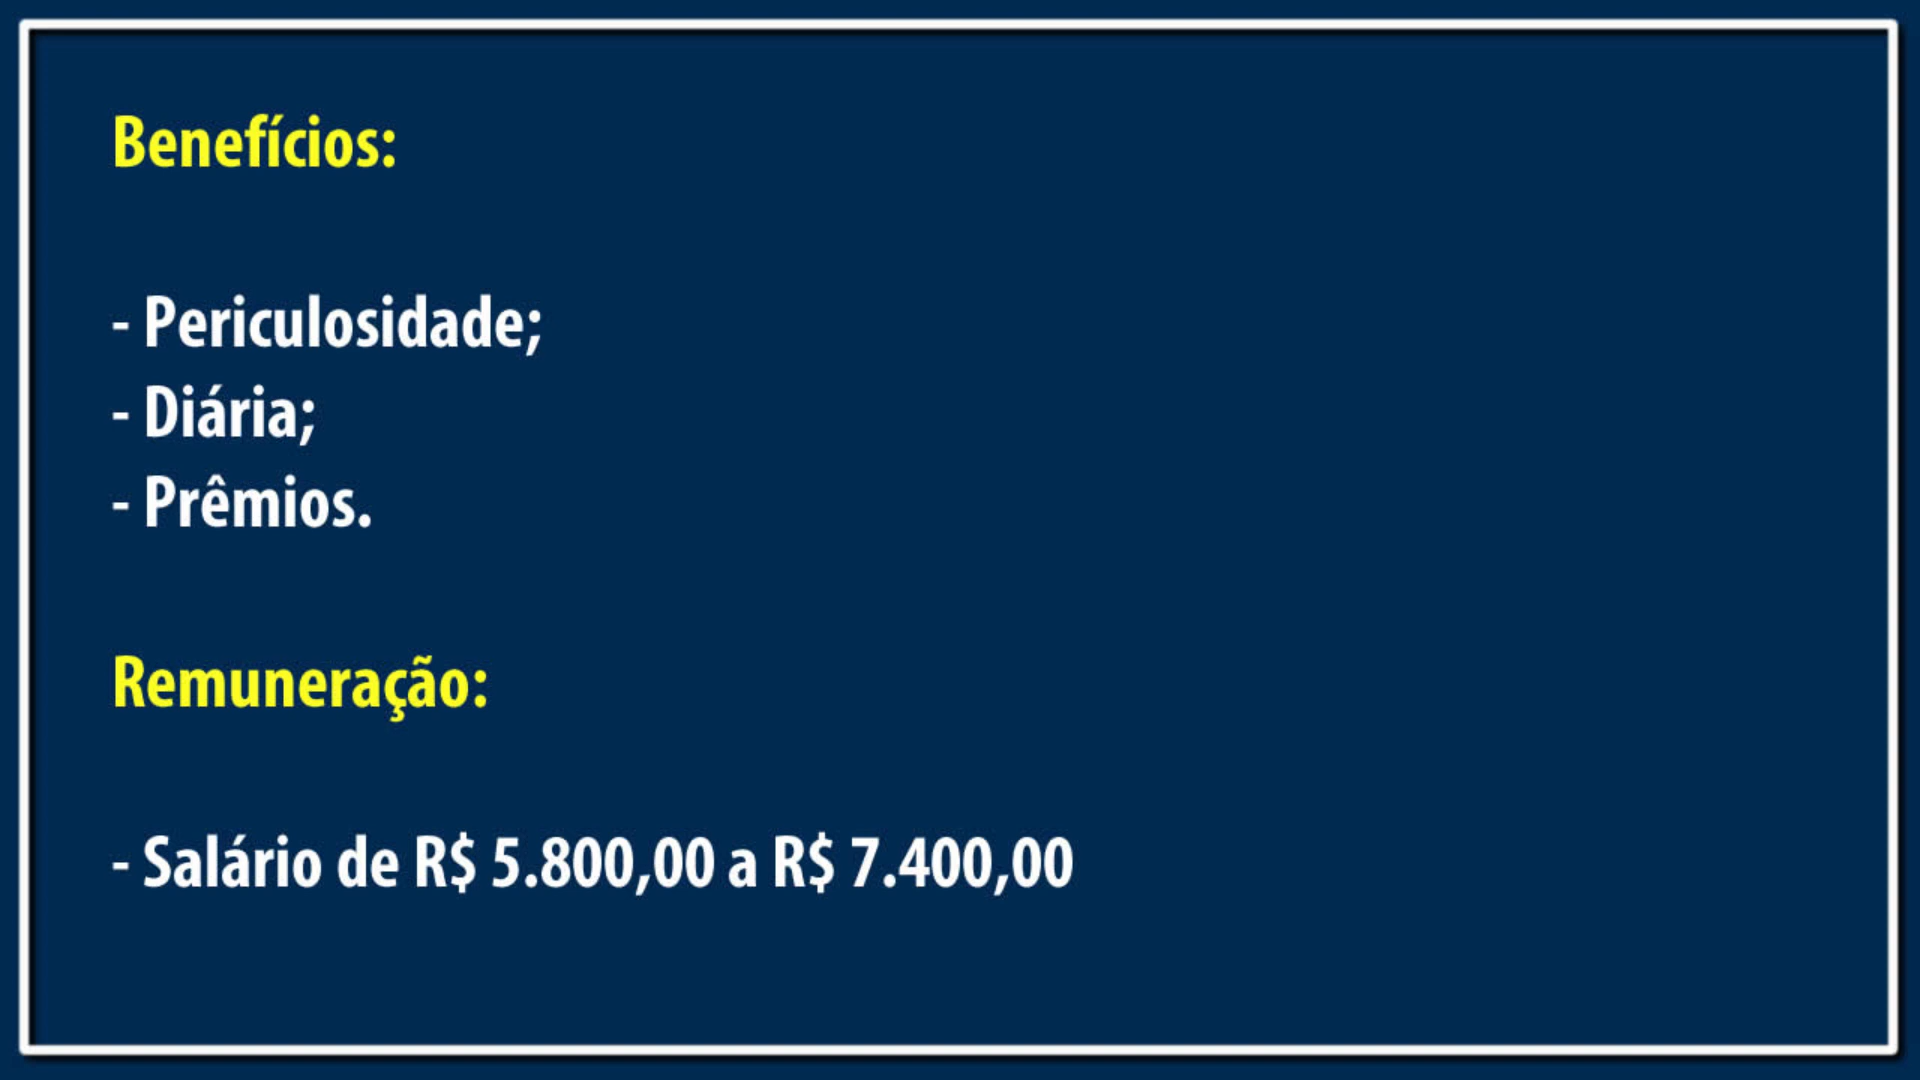 Benefícios:
- Periculosidade;
- Diária;
- Prêmios.
Remuneração:
- Salário de R$ 5.800,00 a R$ 7.400,00